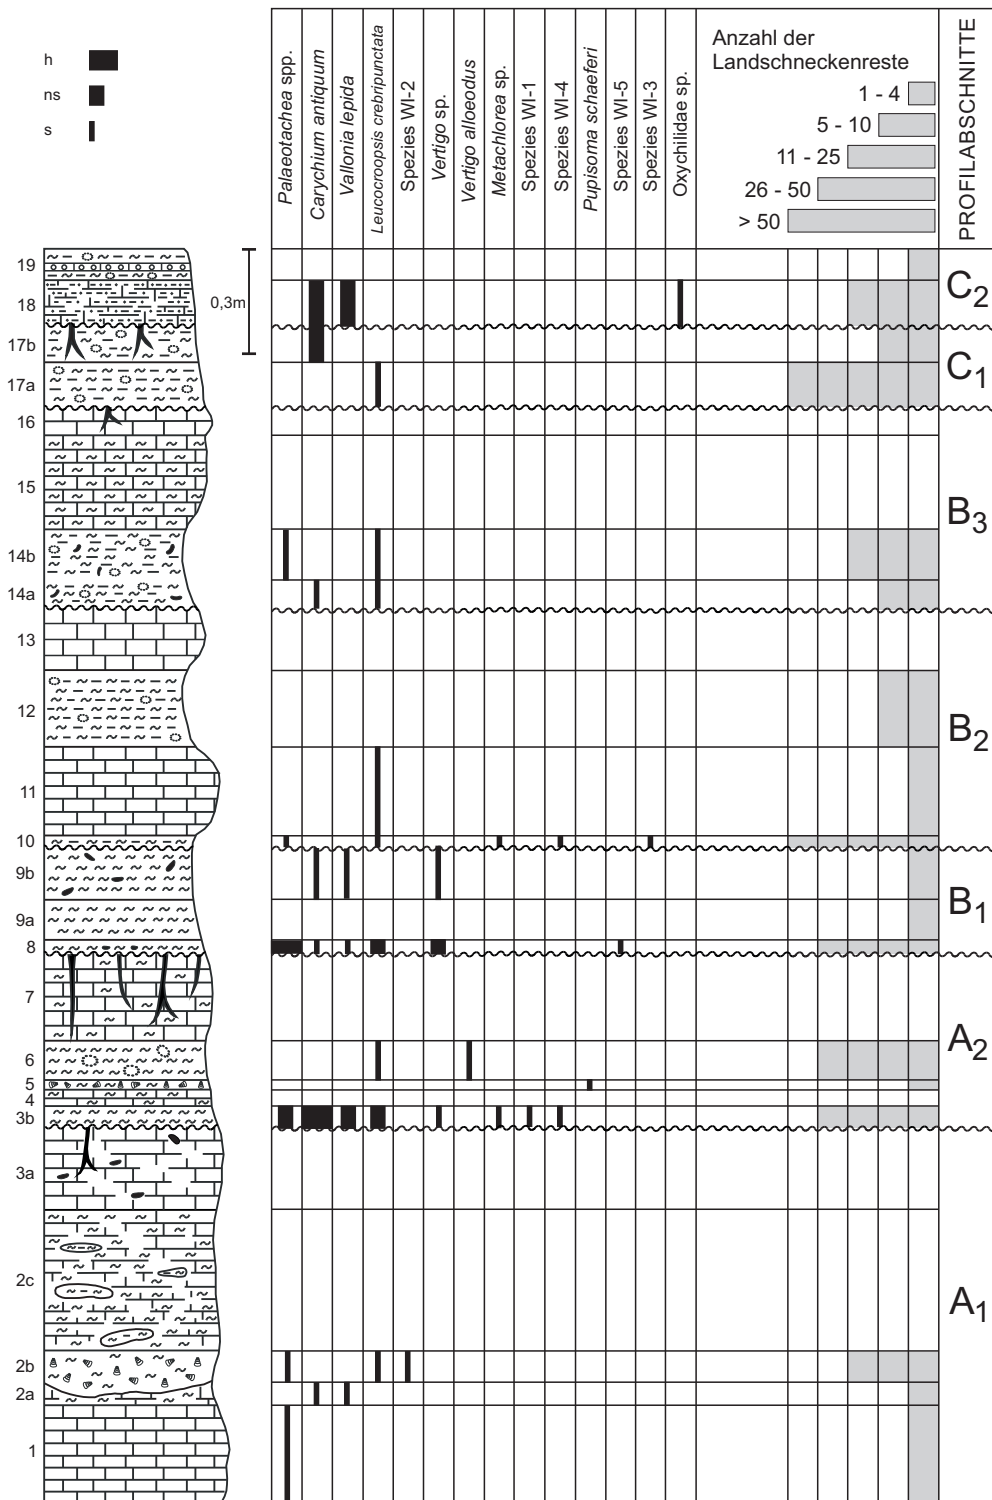 h
ns
s
Palaeotachea spp.
Carychium antiquum
Vallonia lepida
Leucocroopsis crebripunctata
Spezies WI-2
Vertigo sp.
Vertigo alloeodus
Metachlorea sp.
Spezies WI-1
Spezies WI-4
Pupisoma schaeferi
Spezies WI-5
Spezies WI-3
Oxychilidae sp.
Anzahl der
Landschneckenreste
1 - 4
5 - 10
11 - 25
26 - 50
> 50
PROFILABSCHNITTE
0,3m
19
18
17b
17a
16
15
14b
14a
13
12
11
10
9b
9a
8
7
6
5
4
3b
3a
2c
2b
2a
1
C2
C1
B3
B2
B1
A2
A1